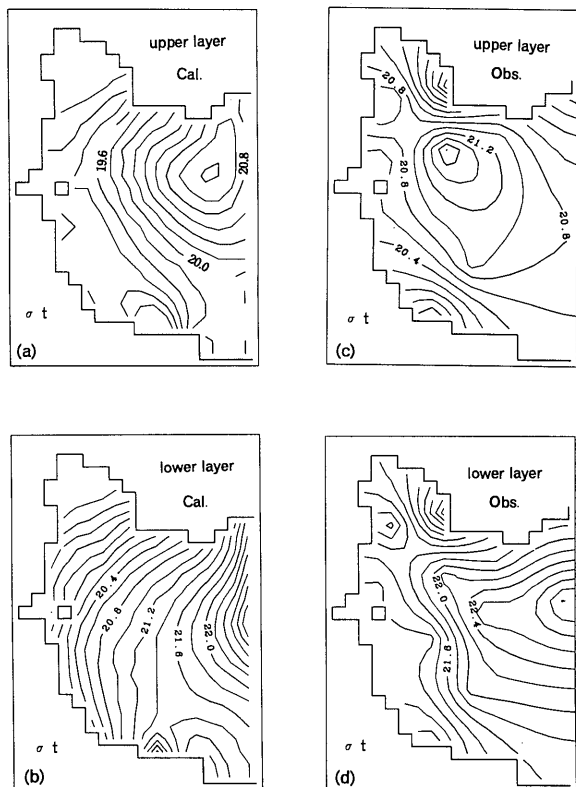 upper layer
Cal.
19.6
20.8
20.0
σ t
(a)
upper layer
Obs.
20.8
21.2
20.8
20.8
20.4
σ t
(c)
lower layer
Cal.
20.4
20.8
21.2
21.6
22.0
σ t
(b)
lower layer
Obs.
22.0
22.4
21.6
σ t
(d)